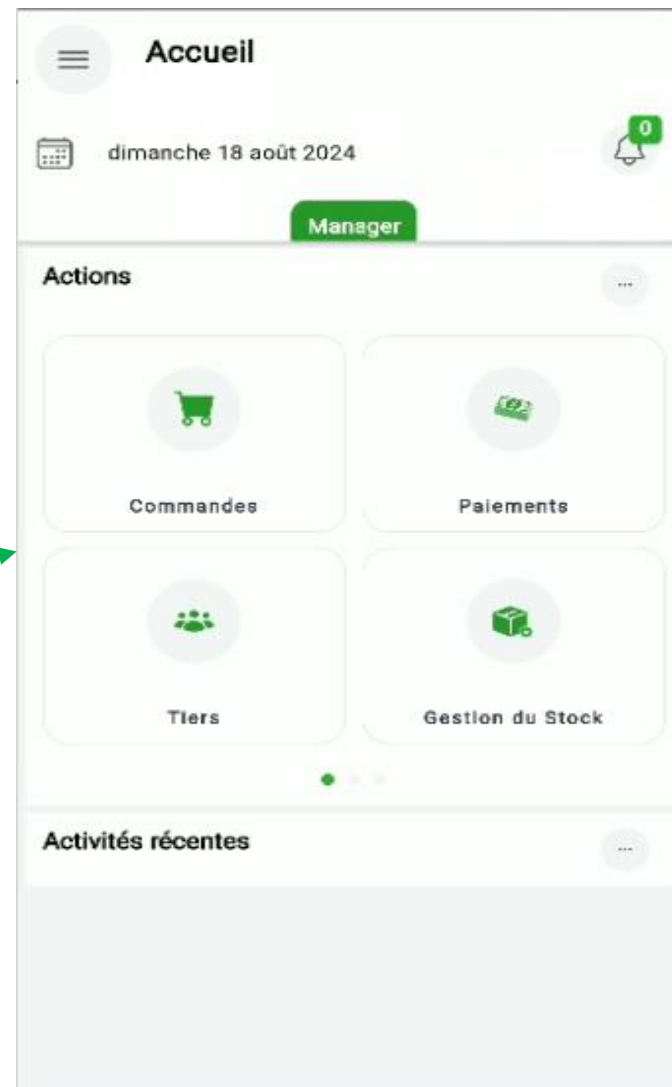 Accueil
dimanche 18 août 2024
0
Manager
Actions
...
Commandes
Paiements
Tiers
Gestion du Stock
Activités récentes
...